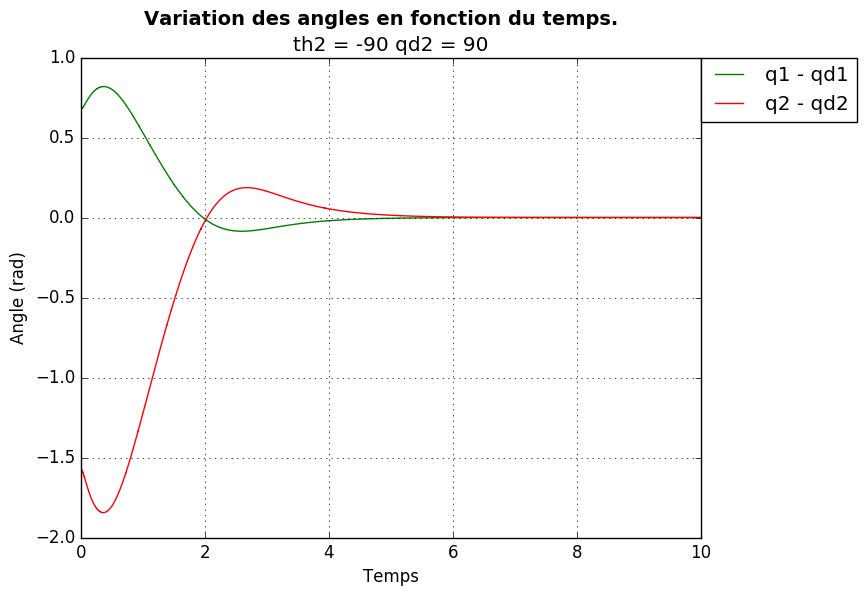 Variation des angles en fonction du temps.
th2 = -90 qd2 = 90
q1 - qd1
q2 - qd2
1.0
0.5
0.0
−0.5
−1.0
−1.5
−2.0
Angle (rad)
0 2 4 6 8 10
Temps